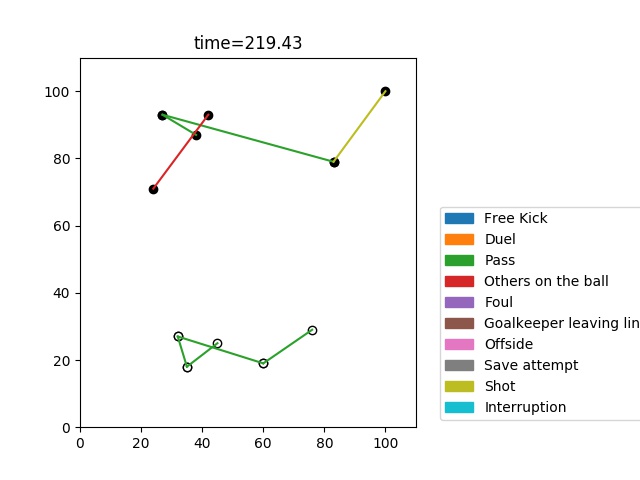 time=219.43
100
80
60
40
20
0
0 20 40 60 80 100
Free Kick
Duel
Pass
Others on the ball
Foul
Goalkeeper leaving lin
Offside
Save attempt
Shot
Interruption